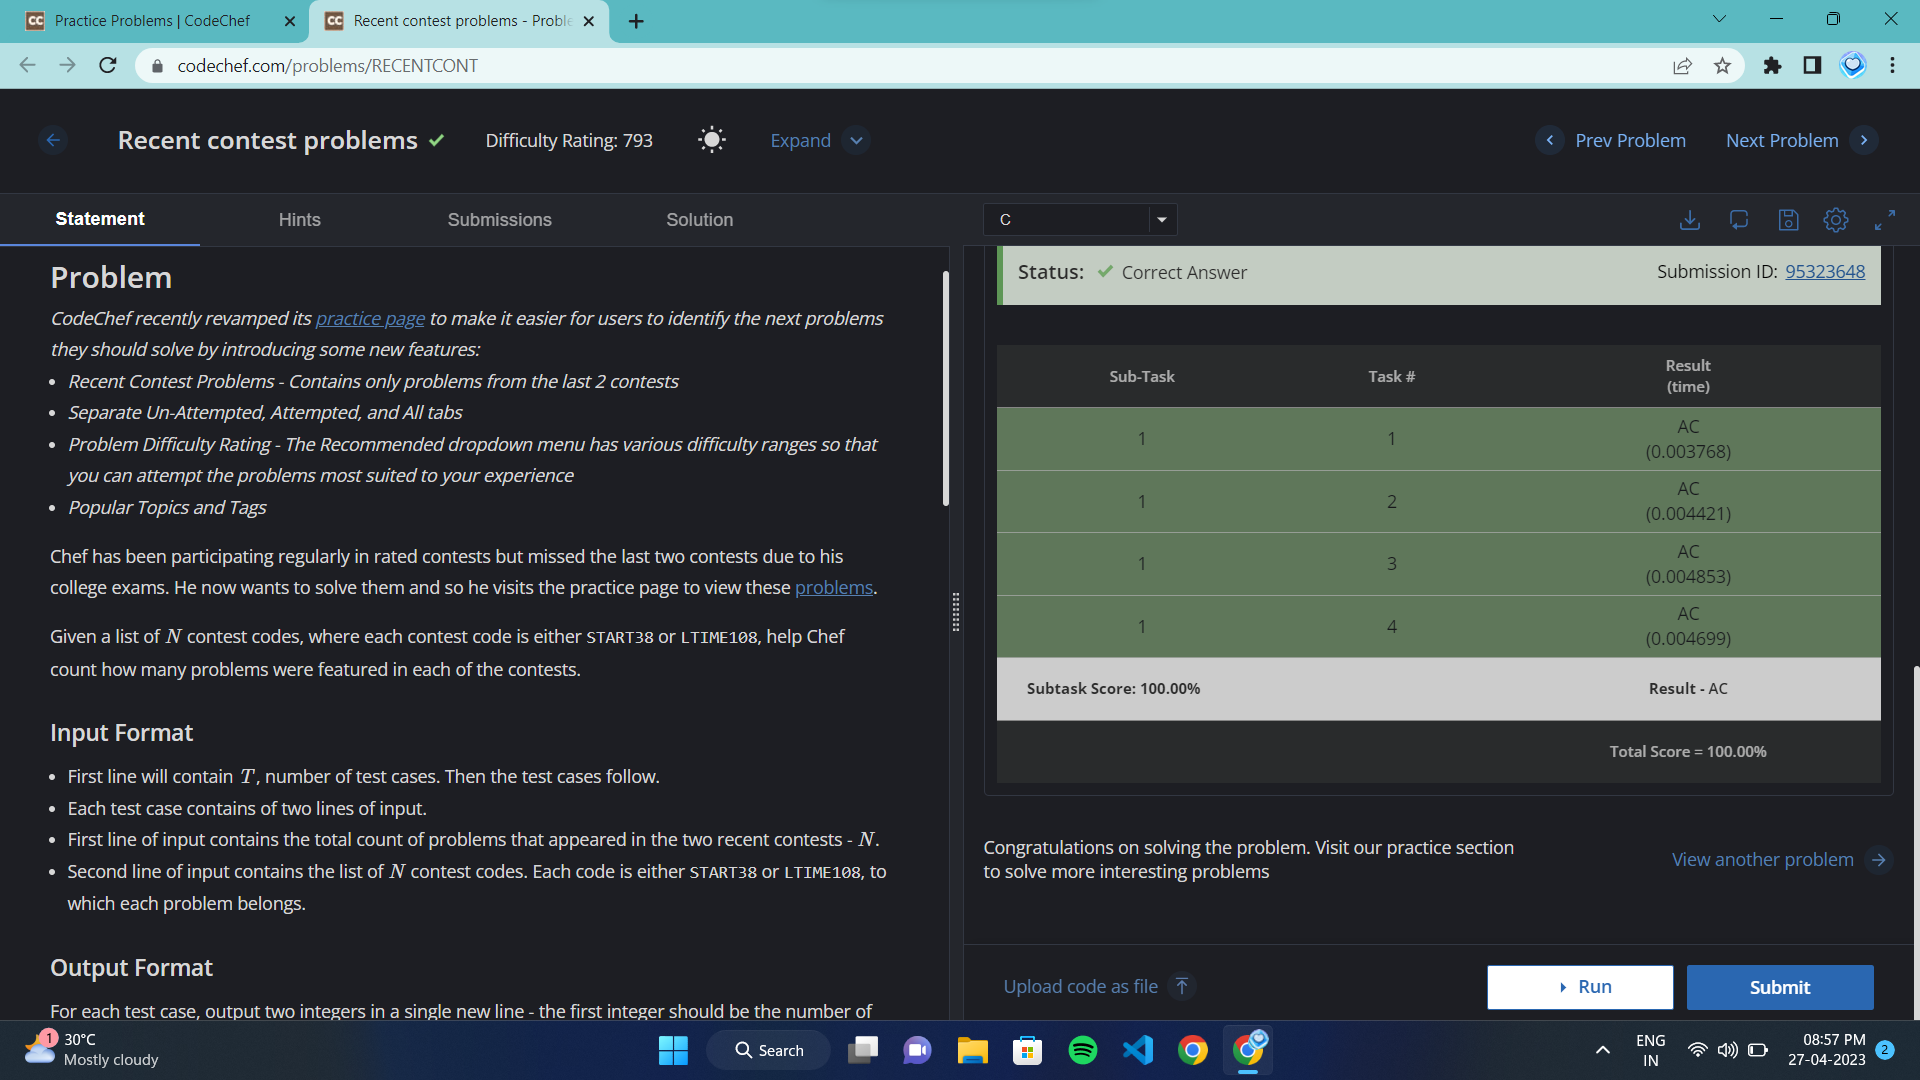 Practice Problems | CodeChef
Recent contest problems - Proble
codechef.com/problems/RECENTCONT
Recent contest problems
Difficulty Rating: 793
Expand
Prev Problem
Next Problem
Statement
Hints
Submissions
Solution
C
Problem
CodeChef recently revamped its practice page to make it easier for users to identify the next problems
they should solve by introducing some new features:
• Recent Contest Problems - Contains only problems from the last 2 contests
• Separate Un-Attempted, Attempted, and All tabs
• Problem Difficulty Rating - The Recommended dropdown menu has various difficulty ranges so that
you can attempt the problems most suited to your experience
• Popular Topics and Tags
Chef has been participating regularly in rated contests but missed the last two contests due to his
college exams. He now wants to solve them and so he visits the practice page to view these problems.
Given a list of N contest codes, where each contest code is either START38 or LTIME108, help Chef
count how many problems were featured in each of the contests.
Input Format
• First line will contain T, number of test cases. Then the test cases follow.
• Each test case contains of two lines of input.
• First line of input contains the total count of problems that appeared in the two recent contests - N.
• Second line of input contains the list of N contest codes. Each code is either START38 or LTIME108, to
which each problem belongs.
Output Format
For each test case, output two integers in a single new line - the first integer should be the number of
Status: Correct Answer
Submission ID: 95323648
Sub-Task
Task #
Result
(time)
1
1
AC
(0.003768)
1
2
AC
(0.004421)
1
3
AC
(0.004853)
1
4
AC
(0.004699)
Subtask Score: 100.00%
Result - AC
Total Score = 100.00%
Congratulations on solving the problem. Visit our practice section
to solve more interesting problems
View another problem
Upload code as file
Run
Submit
1
30°C
Mostly cloudy
Search
ENG
IN
08:57 PM
27-04-2023
2